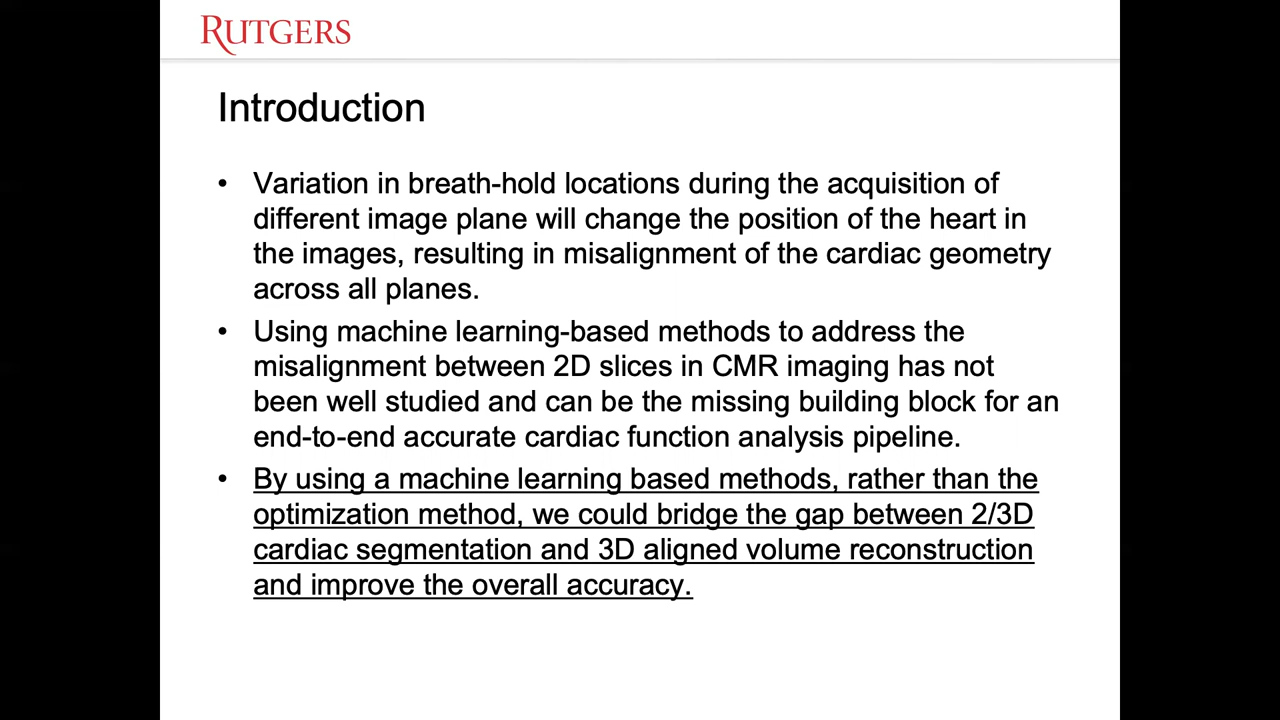 RUTGERS
Introduction
• Variation in breath-hold locations during the acquisition of
different image plane will change the position of the heart in
the images, resulting in misalignment of the cardiac geometry
across all planes.
• Using machine learning-based methods to address the
misalignment between 2D slices in CMR imaging has not
been well studied and can be the missing building block for an
end-to-end accurate cardiac function analysis pipeline.
• By using a machine learning based methods, rather than the
optimization method, we could bridge the gap between 2/3D
cardiac segmentation and 3D aligned volume reconstruction
and improve the overall accuracy.